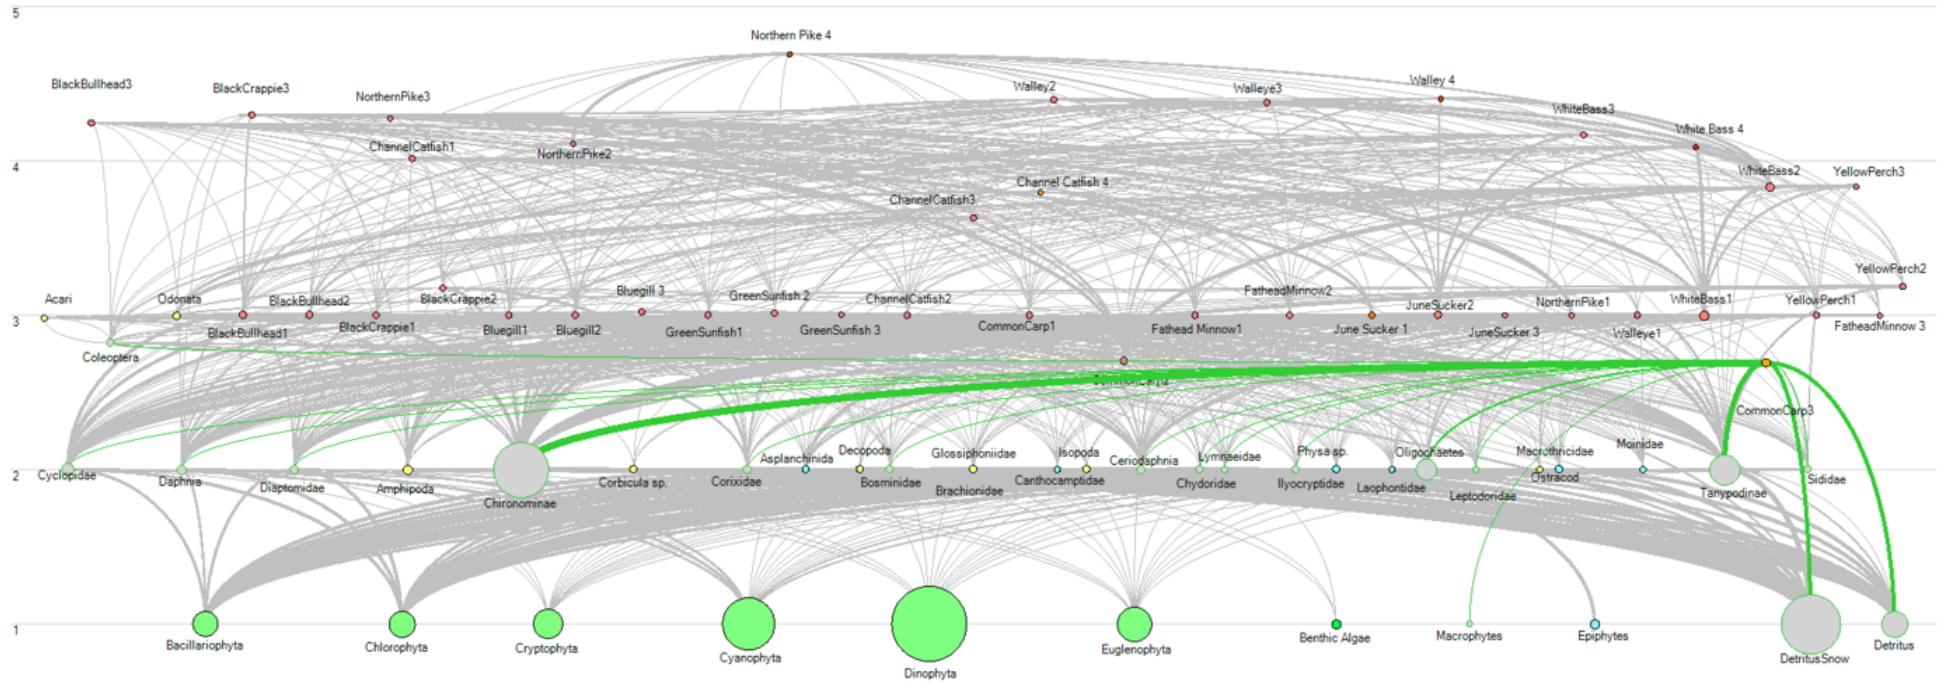 5
Northern Pike 4
BlackBullhead3
BlackCrappie3
NorthernPike3
Walley2
Walleye3
Walley 4
WhiteBass3
White Bass 4
ChannelCatfish1
NorthernPike2
4
Channel Catfish 4
WhiteBass2
YellowPerch3
ChannelCatfish3
YellowPerch2
Acari
Odonata
BlackBullhead2
BlackCrappie2
Bluegill 3
GreenSunfish 2
ChannelCatfish2
FatheadMinnow2
JuneSucker2
NorthernPike1
WhiteBass1
YellowPerch1
3
BlackBullhead1
BlackCrappie1
Bluegill1
Bluegill2
GreenSunfish1
GreenSunfish 3
CommonCarp1
Fathead Minnow1
June Sucker 1
JuneSucker 3
Walleye1
FatheadMinnow 3
Coleoptera
CommonCarp2
CommonCarp3
Asplanchinida
Decopoda
Glossiphoniidae
Isopoda
Ceriodaphnia
Lymnaeidae
Physa sp.
Oligochaetes
Macrothricidae
Moinidae
2
Cyclopidae
Daphnia
Diaptomidae
Amphipoda
Chironominae
Corbicula sp.
Corixidae
Bosminidae
Brachionidae
Canthocamptidae
Chydoridae
Ilyocryptidae
Laophontidae
Leptodoridae
Ostracod
Tanypodinae
Sididae
1
Bacillariophyta
Chlorophyta
Cryptophyta
Cyanophyta
Dinophyta
Euglenophyta
Benthic Algae
Macrophytes
Epiphytes
DetritusSnow
Detritus